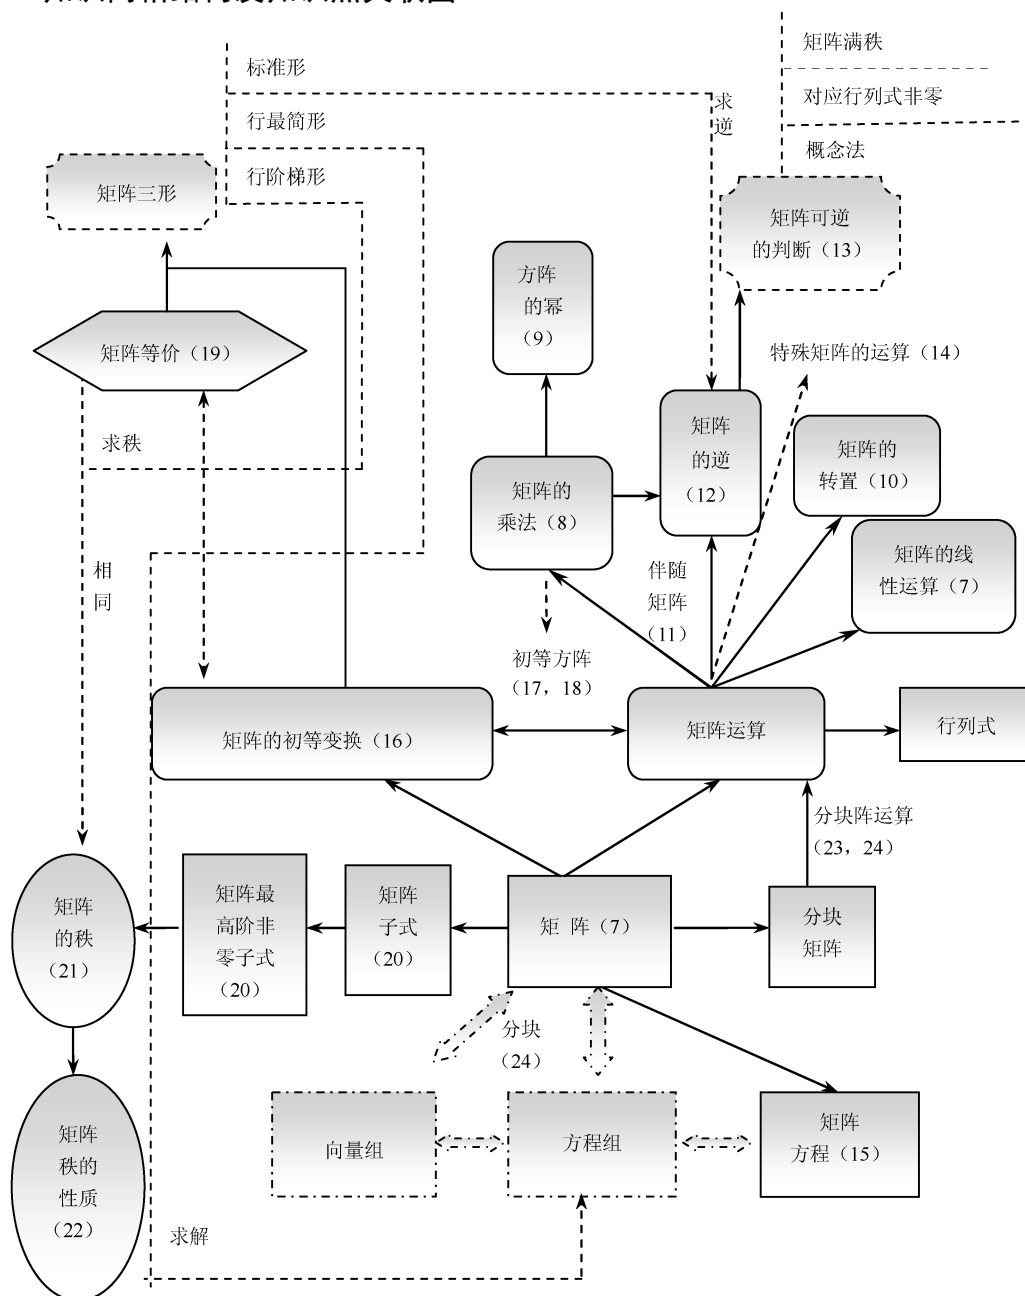 标准形
行最简形
行阶梯形
矩阵满秩
对应行列式非零
概念法
求
逆
矩阵三形
矩阵可逆
的判断（13）
方阵
的幂
（9）
矩阵等价（19）
特殊矩阵的运算（14）
求秩
矩阵
的逆
（12）
矩阵的
转置（10）
矩阵的
乘法（8）
矩阵的线
性运算（7）
相
同
伴随
矩阵
（11）
初等方阵
（17，18）
矩阵的初等变换（16）
矩阵运算
行列式
分块阵运算
（23，24）
矩阵
的秩
（21）
矩阵最
高阶非
零子式
（20）
矩阵
子式
（20）
矩 阵（7）
分块
矩阵
分块
（24）
矩阵
秩的
性质
（22）
向量组
方程组
矩阵
方程（15）
求解